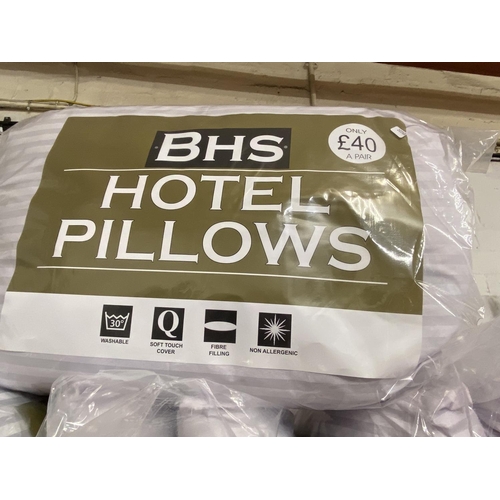 BHS
ONLY
£40
A PAIR
HOTEL
PILLOWS
30°
WASHABLE
Q
SOFT TOUCH
COVER
FIBRE
FILLING
NON ALLERGENIC